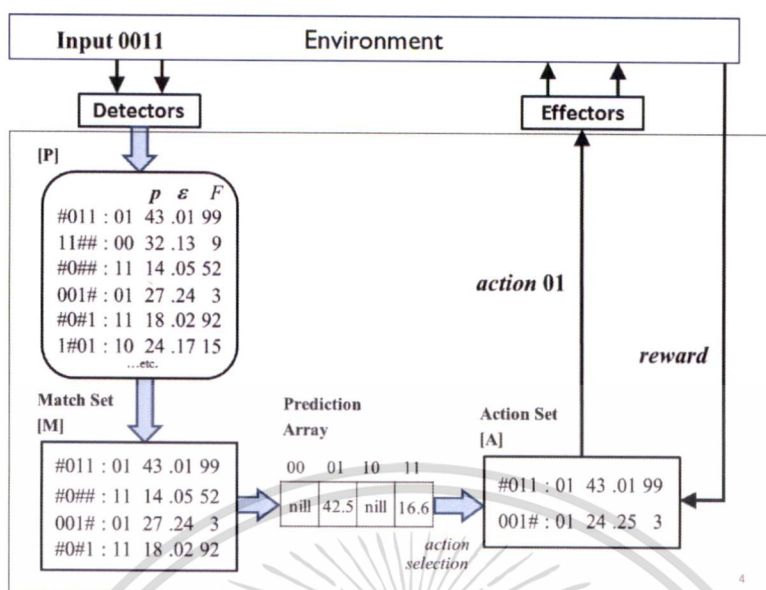 Input 0011 Environment
Detectors
Effectors
[P]
p ε F
#011 : 01 43 .01 99
11## : 00 32 .13 9
#0## : 11 14 .05 52
001# : 01 27 .24 3
#0#1 : 11 18 .02 92
1#01 : 10 24 .17 15
...etc.
action 01
reward
Match Set
[M]
#011 : 01 43 .01 99
#0## : 11 14 .05 52
001# : 01 27 .24 3
#0#1 : 11 18 .02 92
Prediction
Array
00 01 10 11
nill 42.5 nill 16.6
action
selection
Action Set
[A]
#011 : 01 43 .01 99
001# : 01 24 .25 3
4